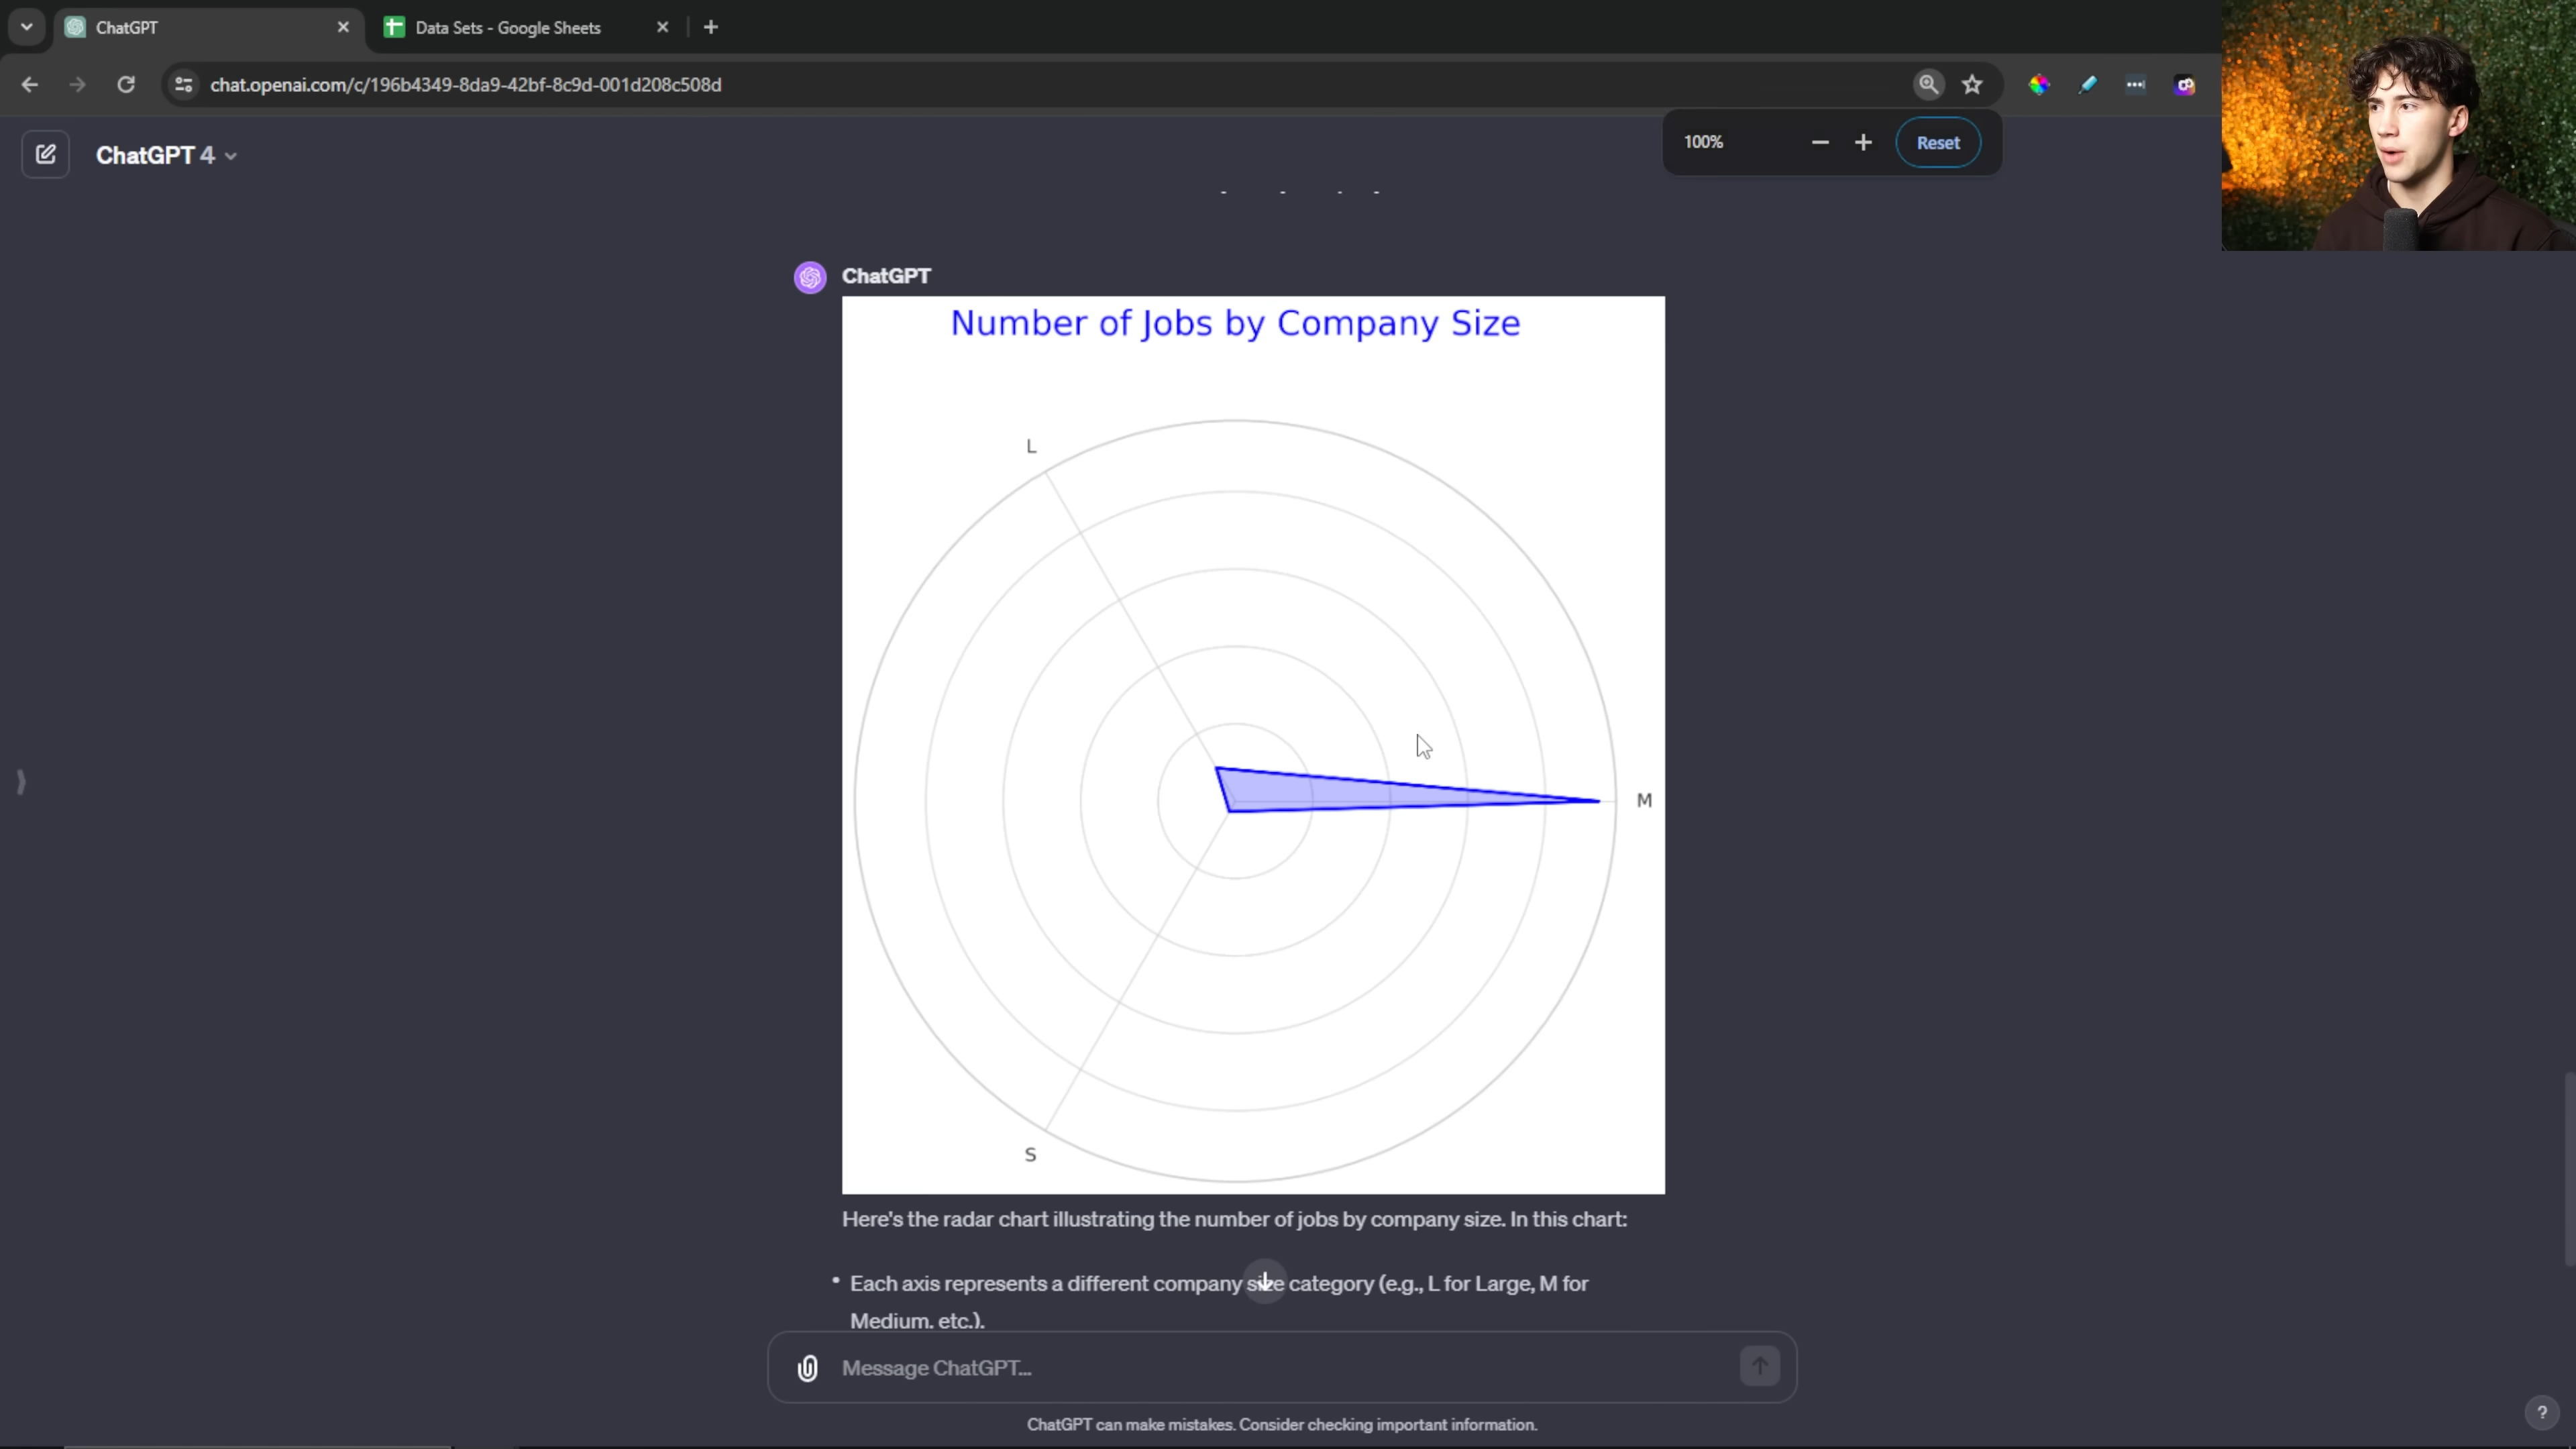 ChatGPT
Data Sets - Google Sheets
chat.openai.com/c/196b4349-8da9-42bf-8c9d-001d208c508d
100%
Reset
ChatGPT 4
ChatGPT
Number of Jobs by Company Size
L
M
S
Here's the radar chart illustrating the number of jobs by company size. In this chart:
• Each axis represents a different company size category (e.g., L for Large, M for
Medium, etc.).
Message ChatGPT...
ChatGPT can make mistakes. Consider checking important information.
?